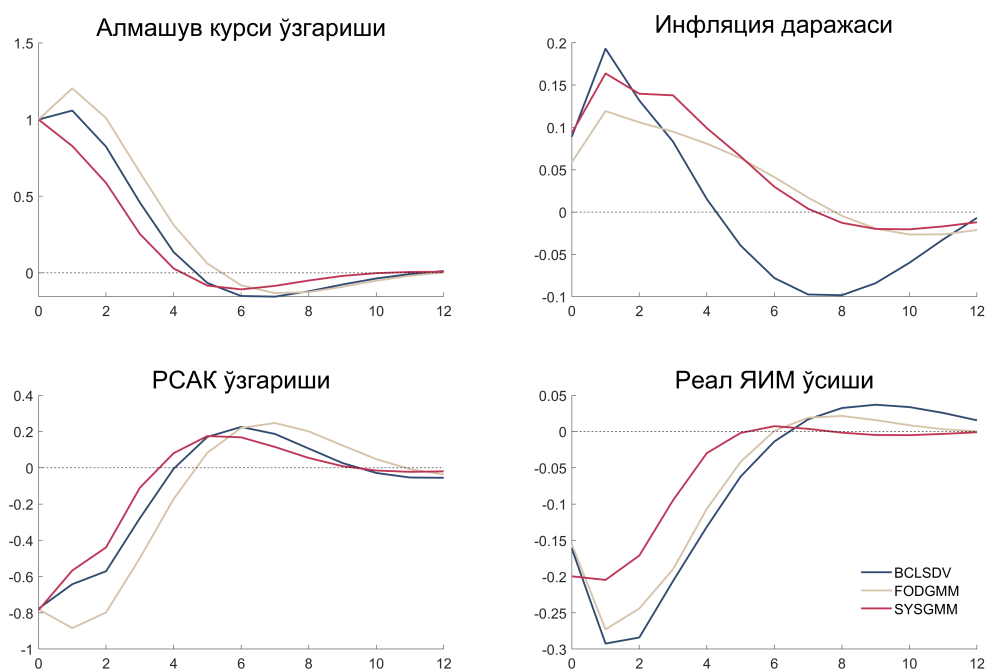 Алмашув курси ўзгариши
1.5
1
0.5
0
0 2 4 6 8 10 12
Инфляция даражаси
0.2
0.15
0.1
0.05
0
-0.05
-0.1
0 2 4 6 8 10 12
РСАК ўзгариши
0.4
0.2
0
-0.2
-0.4
-0.6
-0.8
-1
0 2 4 6 8 10 12
Реал ЯИМ ўсиши
0.05
0
-0.05
-0.1
-0.15
-0.2
-0.25
-0.3
0 2 4 6 8 10 12
BCLSDV
FODGMM
SYSGMM